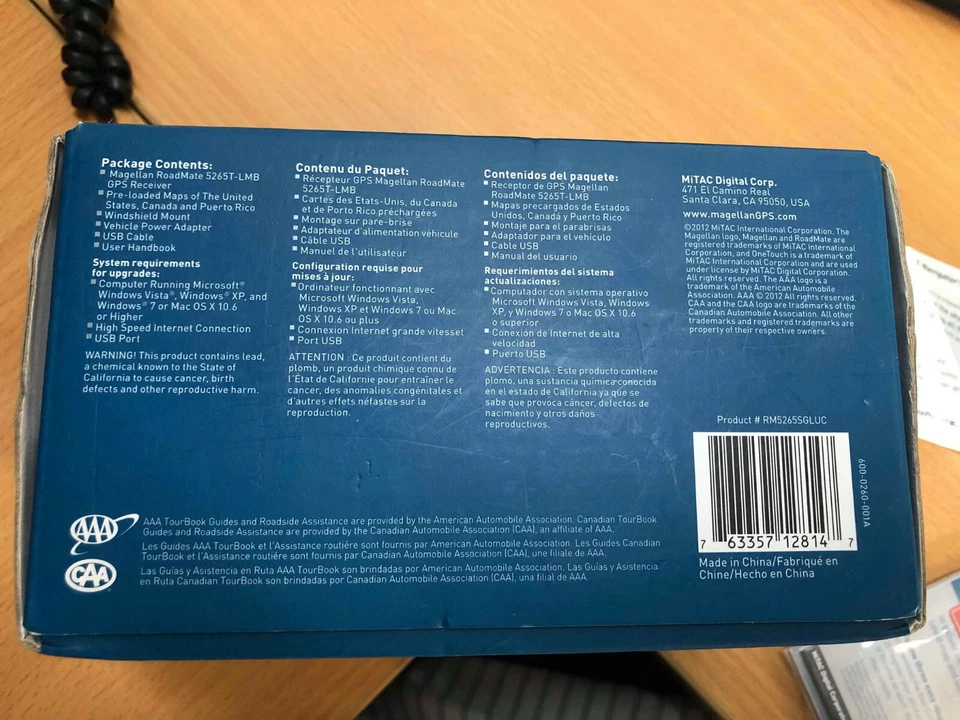 Package Contents:
Magellan RoadMate 5265T-LMB
GPS Receiver
Pre-loaded Maps of The United
States, Canada and Puerto Rico
Windshield Mount
Vehicle Power Adapter
USB Cable
User Handbook
System requirements
for upgrades:
Computer Running Microsoft®
Windows Vista®, Windows® XP, and
Windows® 7 or Mac OS X 10.6
or Higher
High Speed Internet Connection
USB Port
WARNING! This product contains lead,
a chemical known to the State of
California to cause cancer, birth
defects and other reproductive harm.
Contenu du Paquet:
Récepteur GPS Magellan RoadMate
5265T-LMB
Cartes des Etats-Unis, du Canada
et de Porto Rico préchargées
Montage sur pare-brise
Adaptateur d'alimentation véhicule
Câble USB
Manuel de l'utilisateur
Configuration requise pour
mises à jour:
Ordinateur fonctionnant avec
Microsoft Windows Vista,
Windows XP et Windows 7 ou Mac
OS X 10.6 ou plus
Connexion Internet grande vitesset
Port USB
ATTENTION : Ce produit contient du
plomb, un produit chimique connu de
l'État de Californie pour entraîner le
cancer, des anomalies congénitales et
d'autres effets néfastes sur la
reproduction.
Contenidos del paquete:
Receptor de GPS Magellan
RoadMate 5265T-LMB
Mapas precargados de Estados
Unidos, Canadá y Puerto Rico
Montaje para el parabrisas
Adaptador para el vehículo
Cable USB
Manual del usuario
Requerimientos del sistema
actualizaciones:
Computador con sistema operativo
Microsoft Windows Vista, Windows
XP, y Windows 7 o Mac OS X 10.6
o superior
Conexión de Internet de alta
velocidad
Puerto USB
ADVERTENCIA : Este producto contiene
plomo, una sustancia química conocida
en el estado de California ya que se
sabe que provoca cáncer, defectos de
nacimiento y otros daños
reproductivos.
MiTAC Digital Corp.
471 El Camino Real
Santa Clara, CA 95050, USA
www.magellanGPS.com
©2012 MiTAC International Corporation. The
Magellan logo, Magellan and RoadMate are
registered trademarks of MiTAC International
Corporation, and OneTouch is a trademark of
MiTAC International Corporation and are used
under license by MiTAC Digital Corporation.
All rights reserved. The AAA logo is a
trademark of the American Automobile
Association. AAA © 2012 All rights reserved.
CAA and the CAA logo are trademarks of the
Canadian Automobile Association. All other
trademarks and registered trademarks are
property of their respective owners.
Product # RM5265SGLUC
7 63357 12814 7
600-0260-001A
Made in China/Fabriqué en
Chine/Hecho en China
AAA
CAA
AAA TourBook Guides and Roadside Assistance are provided by the American Automobile Association. Canadian TourBook
Guides and Roadside Assistance are provided by the Canadian Automobile Association (CAA), an affiliate of AAA.
Les Guides AAA TourBook et l'Assistance routière sont fournis par American Automobile Association. Les Guides Canadian
TourBook et l'Assistance routière sont fournis par Canadian Automobile Association (CAA), une filiale de AAA.
Las Guías y Asistencia en Ruta AAA TourBook son brindadas por American Automobile Association. Las Guías y Asistencia
en Ruta Canadian TourBook son brindadas por Canadian Automobile Association (CAA), una filial de AAA.
MiTAC Digital Corp